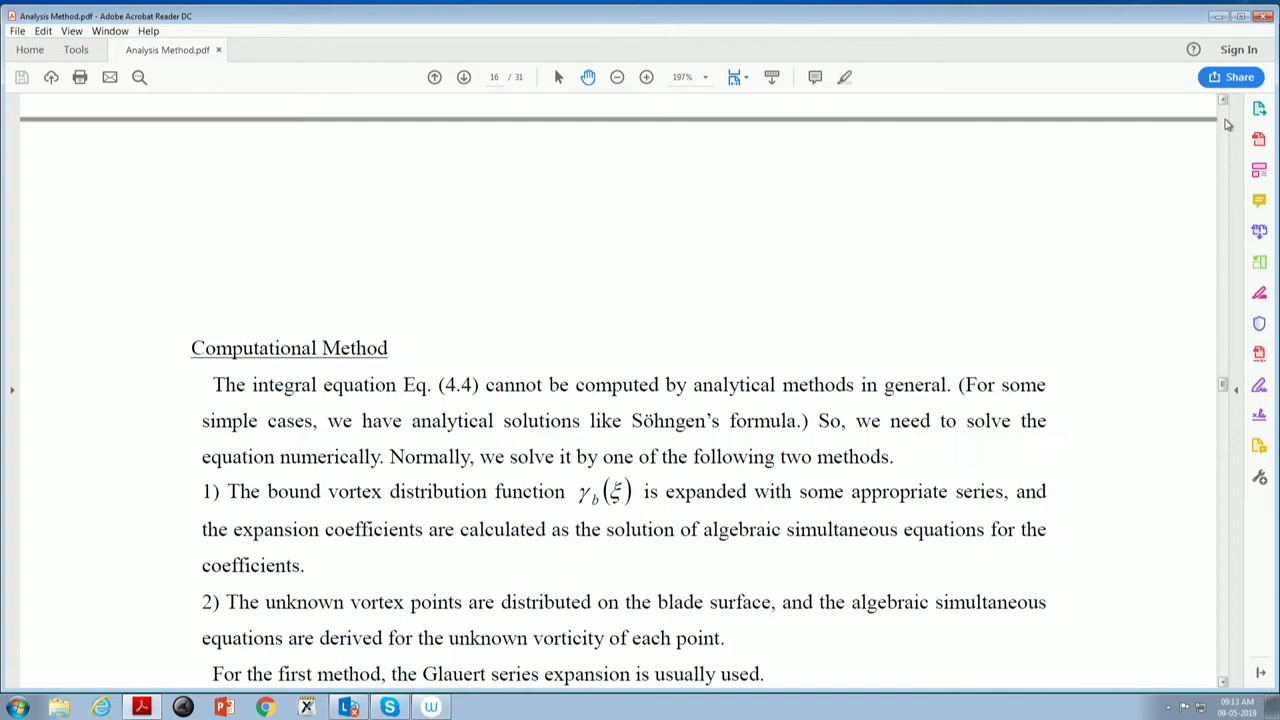 Analysis Method.pdf - Adobe Acrobat Reader DC
File Edit View Window Help
Home Tools Analysis Method.pdf × Sign In
16 / 31 197% Share
Computational Method
The integral equation Eq. (4.4) cannot be computed by analytical methods in general. (For some
simple cases, we have analytical solutions like Söhngen's formula.) So, we need to solve the
equation numerically. Normally, we solve it by one of the following two methods.
1) The bound vortex distribution function γ_b(ξ) is expanded with some appropriate series, and
the expansion coefficients are calculated as the solution of algebraic simultaneous equations for the
coefficients.
2) The unknown vortex points are distributed on the blade surface, and the algebraic simultaneous
equations are derived for the unknown vorticity of each point.
For the first method, the Glauert series expansion is usually used.
09:13 AM
09-05-2019